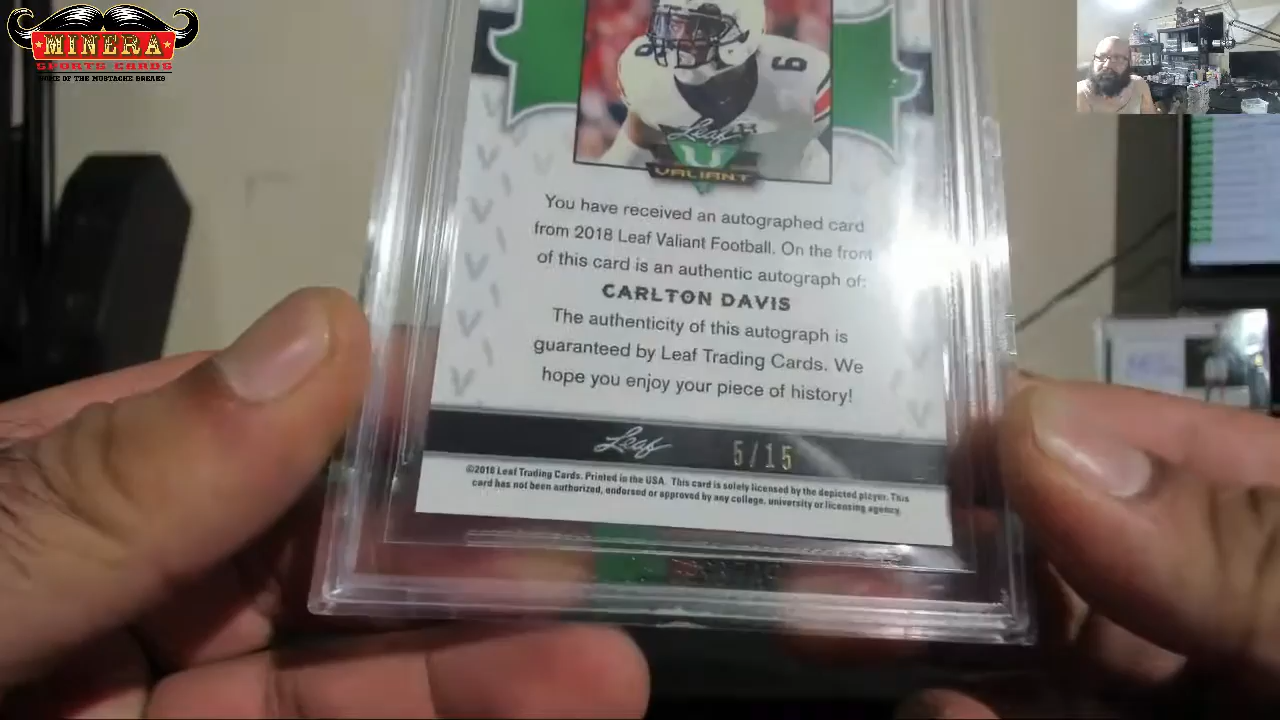 MINERA
SPORTS CARDS
HOME OF THE MUSTACHE BREAKS
6
9
Leaf
VALIANT
You have received an autographed card
from 2018 Leaf Valiant Football. On the front
of this card is an authentic autograph of:
CARLTON DAVIS
The authenticity of this autograph is
guaranteed by Leaf Trading Cards. We
hope you enjoy your piece of history!
Leaf
5/15
©2018 Leaf Trading Cards. Printed in the USA. This card is solely licensed by the depicted player. This
card has not been authorized, endorsed or approved by any college, university or licensing agency.